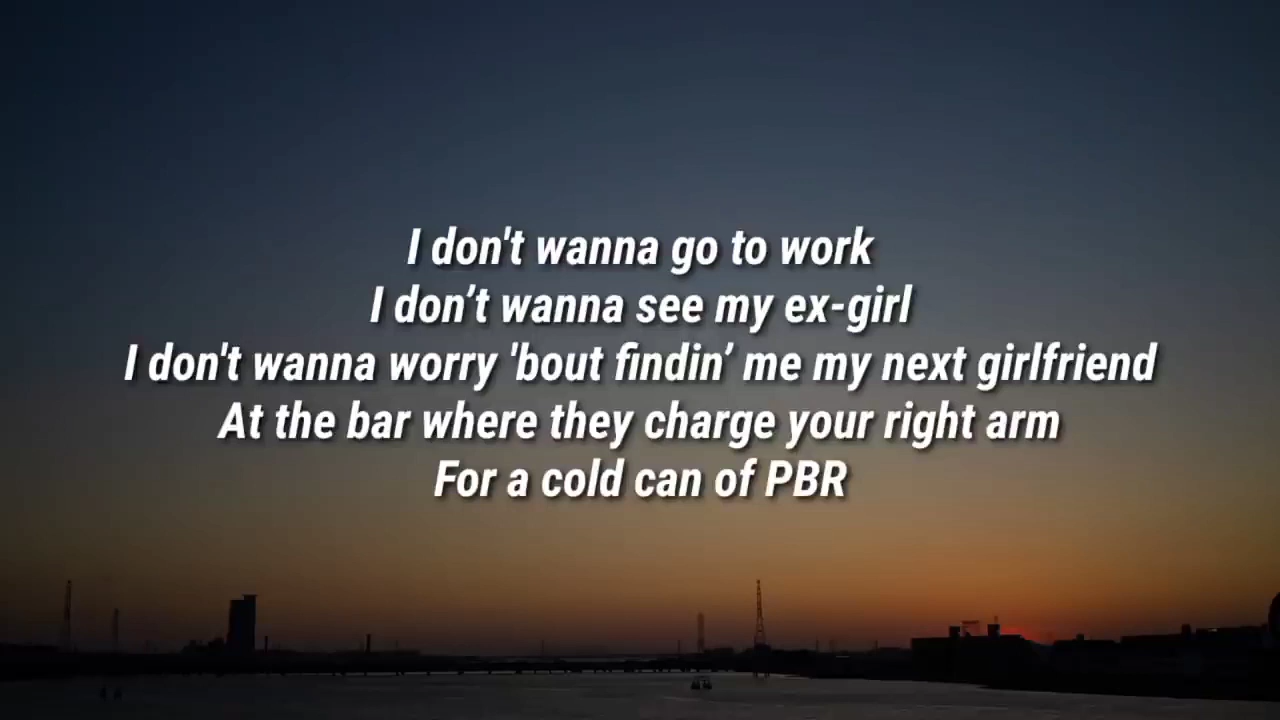 I don't wanna go to work
I don’t wanna see my ex-girl
I don't wanna worry 'bout findin’ me my next girlfriend
At the bar where they charge your right arm
For a cold can of PBR